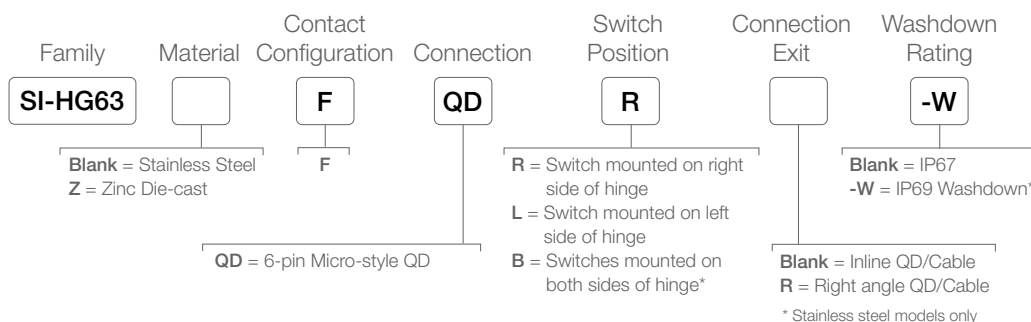 Family
Material
Contact
Configuration
Connection
Switch
Position
Connection
Exit
Washdown
Rating
SI-HG63
F
QD
R
-W
Blank = Stainless Steel
Z = Zinc Die-cast
F
QD = 6-pin Micro-style QD
R = Switch mounted on right
side of hinge
L = Switch mounted on left
side of hinge
B = Switches mounted on
both sides of hinge*
Blank = Inline QD/Cable
R = Right angle QD/Cable
Blank = IP67
-W = IP69 Washdown*
* Stainless steel models only